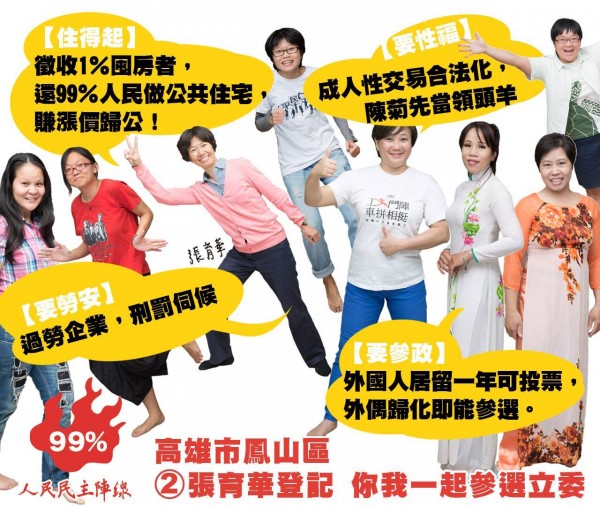 【住得起】
徵收1%囤房者，
還99%人民做公共住宅，
賺漲價歸公！
【要性福】
成人性交易合法化，
陳菊先當領頭羊
張育華
【要勞安】
過勞企業，刑罰伺候
【要參政】
外國人居留一年可投票，
外偶歸化即能參選。
99%
人民民主陣線
高雄市鳳山區
②張育華登記 你我一起參選立委